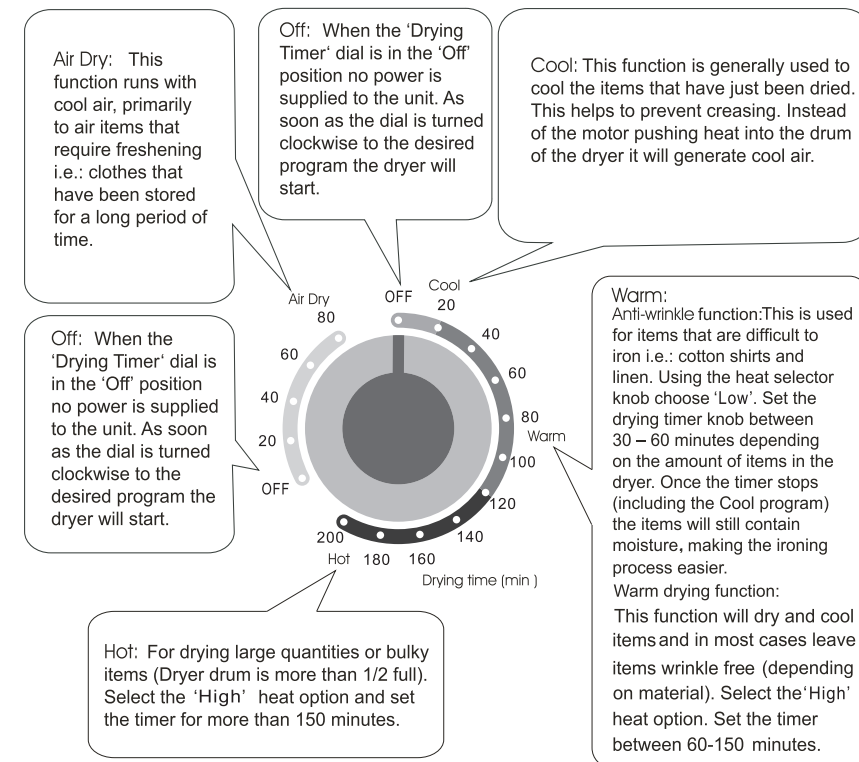 Air Dry: This
function runs with
cool air, primarily
to air items that
require freshening
i.e.: clothes that
have been stored
for a long period of
time.
Off: When the ‘Drying
Timer‘ dial is in the ‘Off’
position no power is
supplied to the unit. As
soon as the dial is turned
clockwise to the desired
program the dryer will
start.
Cool: This function is generally used to
cool the items that have just been dried.
This helps to prevent creasing. Instead
of the motor pushing heat into the drum
of the dryer it will generate cool air.
Off: When the
‘Drying Timer‘ dial is
in the ‘Off’ position
no power is supplied
to the unit. As soon
as the dial is turned
clockwise to the
desired program the
dryer will start.
Air Dry
80
60
40
20
OFF
OFF
Cool
20
40
60
80
Warm
100
120
140
160
180
200
Hot
Drying time (min )
Warm:
Anti-wrinkle function:This is used
for items that are difficult to
iron i.e.: cotton shirts and
linen. Using the heat selector
knob choose ‘Low’. Set the
drying timer knob between
30 – 60 minutes depending
on the amount of items in the
dryer. Once the timer stops
(including the Cool program)
the items will still contain
moisture, making the ironing
process easier.
Warm drying function:
This function will dry and cool
items and in most cases leave
items wrinkle free (depending
on material). Select the‘High’
heat option. Set the timer
between 60-150 minutes.
Hot: For drying large quantities or bulky
items (Dryer drum is more than 1/2 full).
Select the ‘High’ heat option and set
the timer for more than 150 minutes.